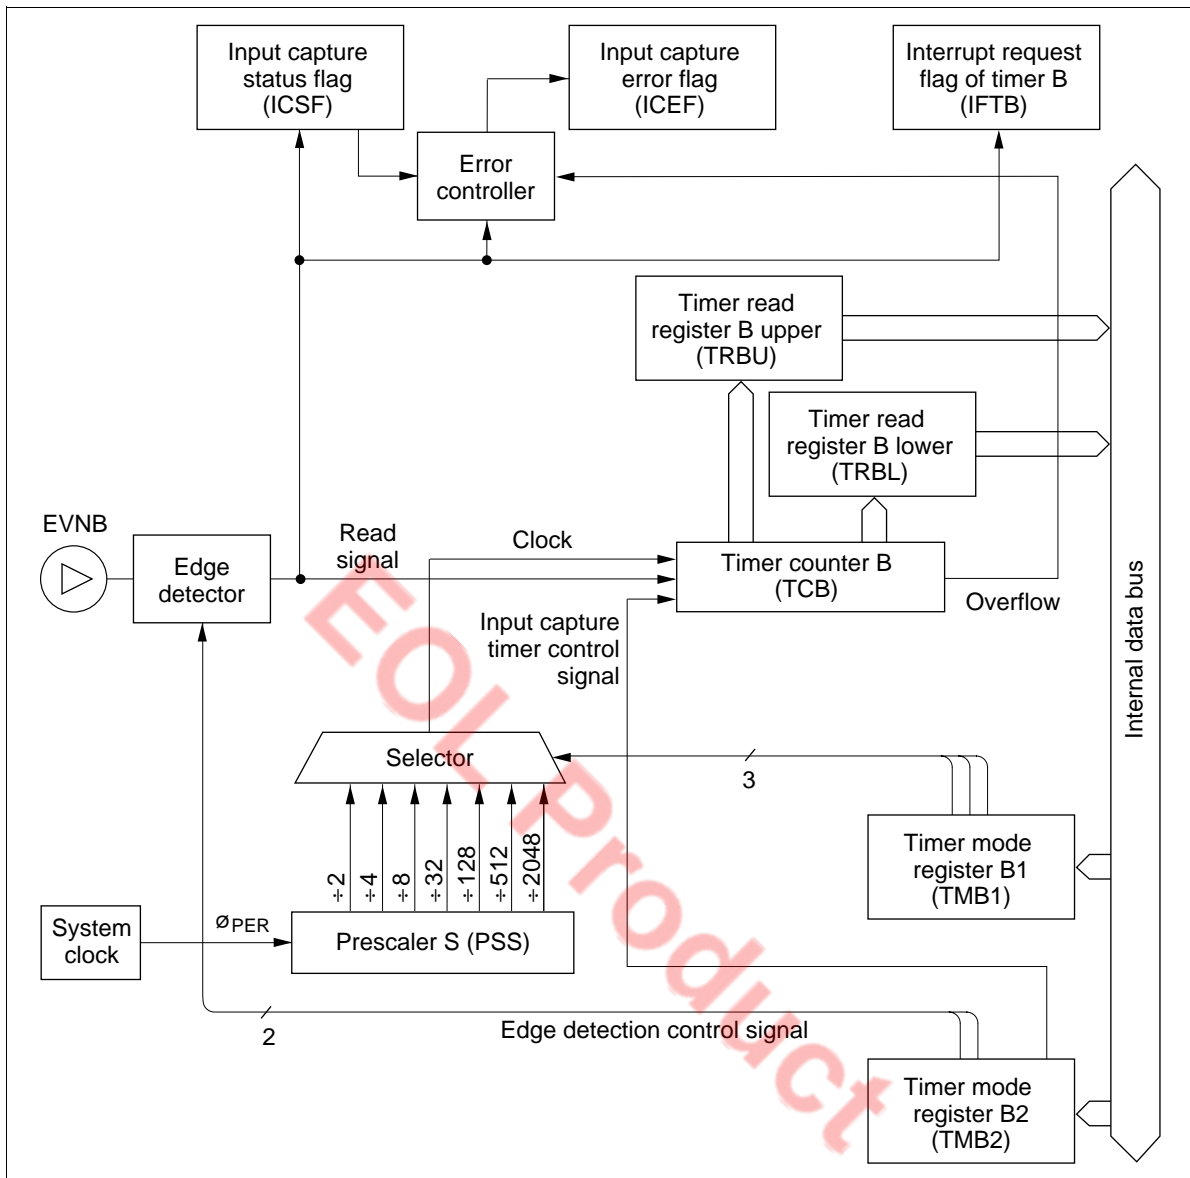 Input capture
status flag
(ICSF)
Input capture
error flag
(ICEF)
Interrupt request
flag of timer B
(IFTB)
Error
controller
Timer read
register B upper
(TRBU)
Timer read
register B lower
(TRBL)
EVNB
Edge
detector
Read
signal
Clock
Timer counter B
(TCB)
Overflow
Input capture
timer control
signal
Internal data bus
Selector
3
÷2
÷4
÷8
÷32
÷128
÷512
÷2048
Timer mode
register B1
(TMB1)
System
clock
øPER
Prescaler S (PSS)
2
Edge detection control signal
Timer mode
register B2
(TMB2)
EOL Product